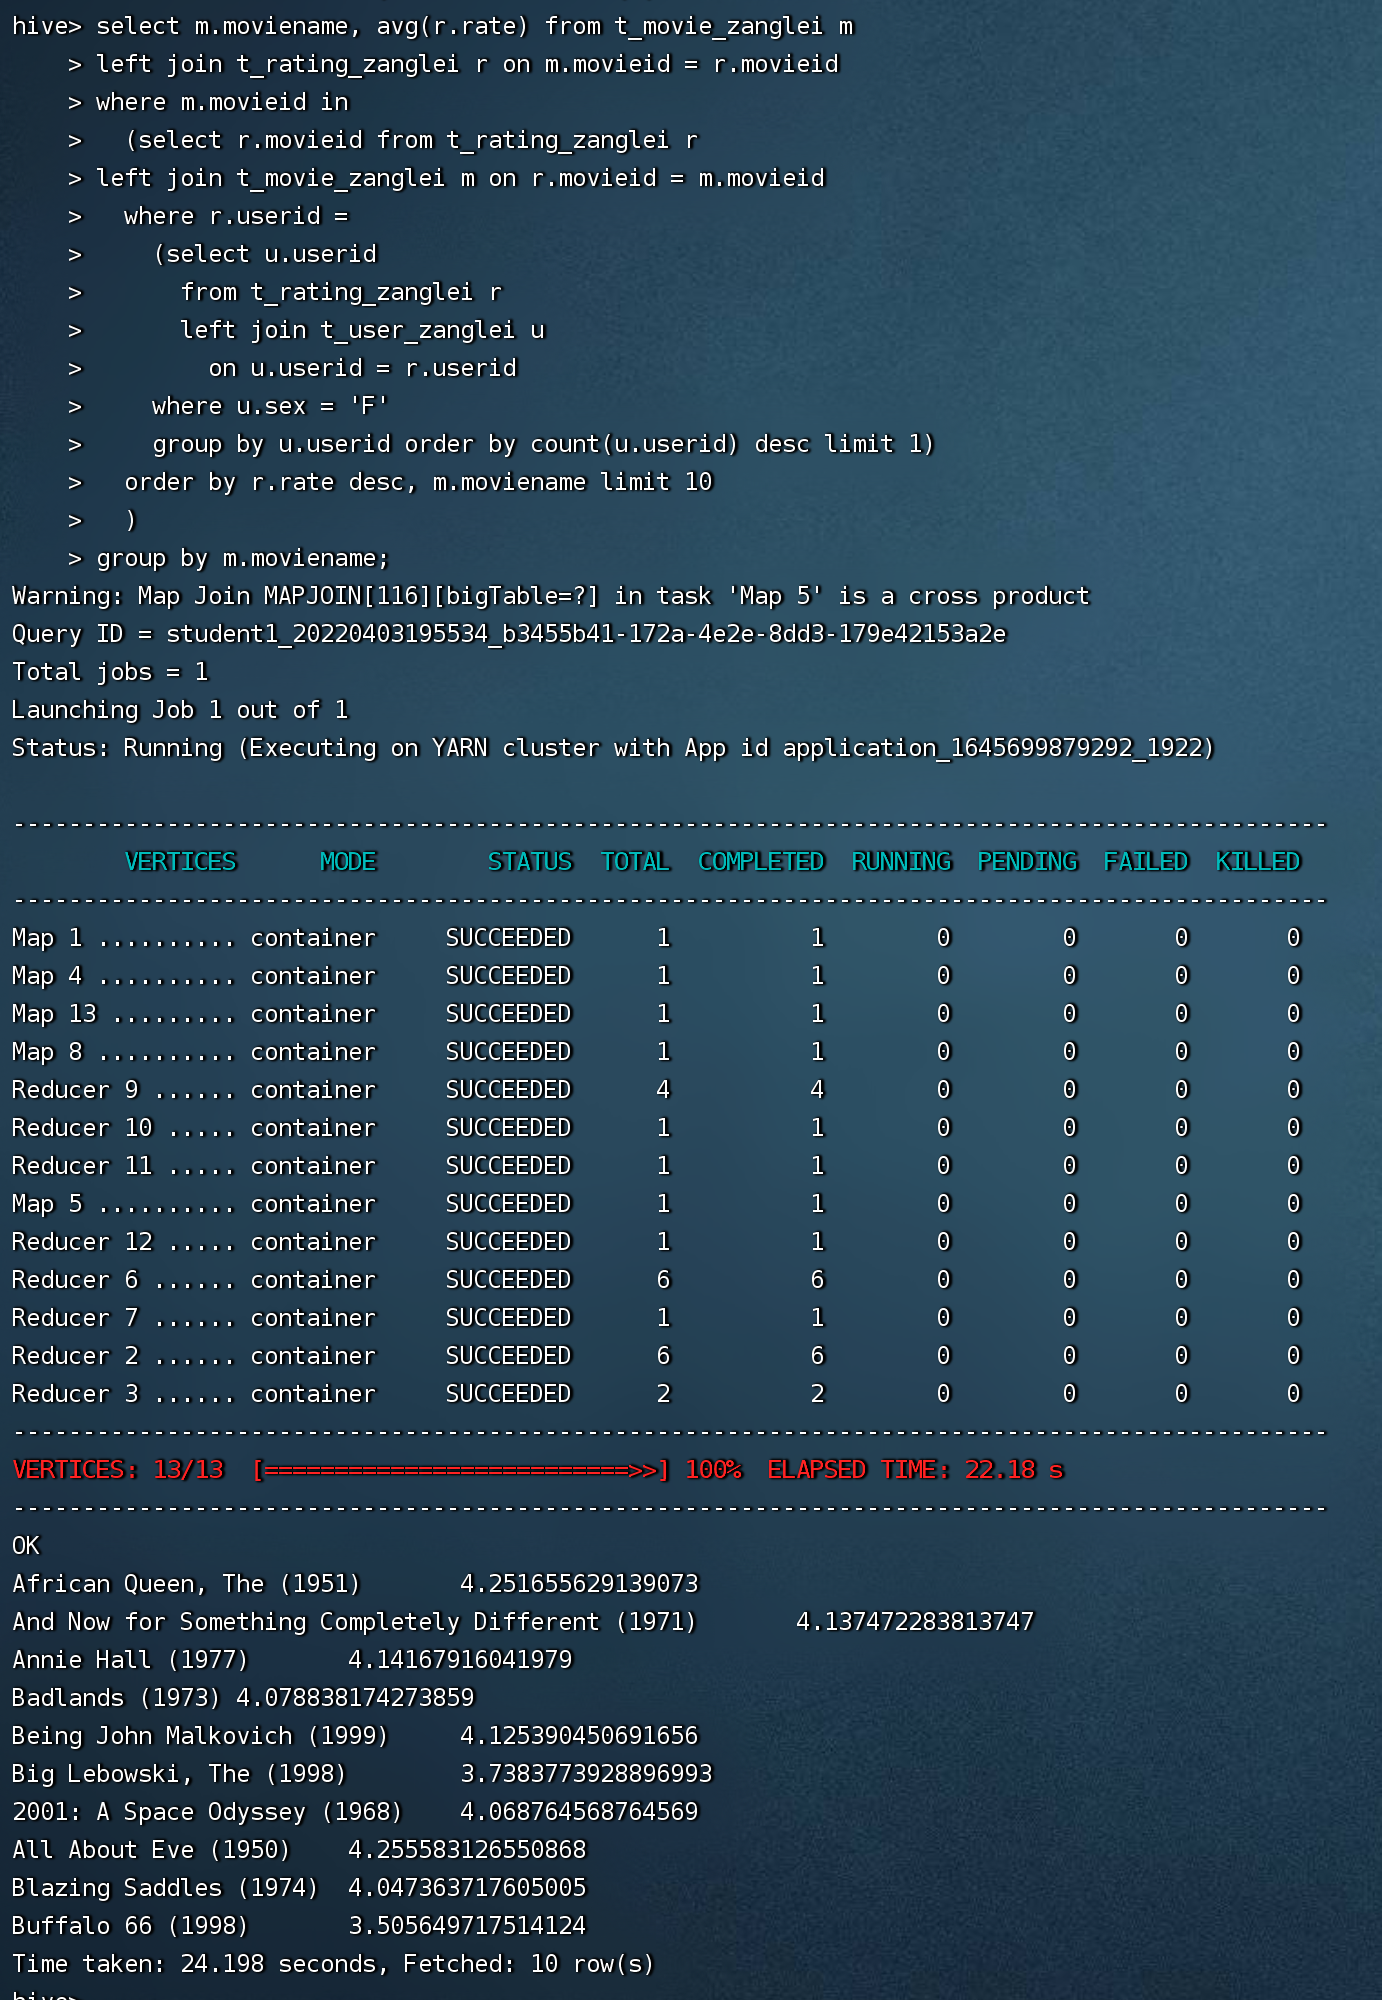 hive> select m.moviename, avg(r.rate) from t_movie_zanglei m
    > left join t_rating_zanglei r on m.movieid = r.movieid
    > where m.movieid in
    >   (select r.movieid from t_rating_zanglei r
    > left join t_movie_zanglei m on r.movieid = m.movieid
    >   where r.userid =
    >     (select u.userid
    >       from t_rating_zanglei r
    >       left join t_user_zanglei u
    >         on u.userid = r.userid
    >     where u.sex = 'F'
    >     group by u.userid order by count(u.userid) desc limit 1)
    >   order by r.rate desc, m.moviename limit 10
    >   )
    > group by m.moviename;
Warning: Map Join MAPJOIN[116][bigTable=?] in task 'Map 5' is a cross product
Query ID = student1_20220403195534_b3455b41-172a-4e2e-8dd3-179e42153a2e
Total jobs = 1
Launching Job 1 out of 1
Status: Running (Executing on YARN cluster with App id application_1645699879292_1922)

----------------------------------------------------------------------------------------------
        VERTICES      MODE        STATUS  TOTAL  COMPLETED  RUNNING  PENDING  FAILED  KILLED
----------------------------------------------------------------------------------------------
Map 1 .......... container     SUCCEEDED      1          1        0        0       0       0
Map 4 .......... container     SUCCEEDED      1          1        0        0       0       0
Map 13 ......... container     SUCCEEDED      1          1        0        0       0       0
Map 8 .......... container     SUCCEEDED      1          1        0        0       0       0
Reducer 9 ...... container     SUCCEEDED      4          4        0        0       0       0
Reducer 10 ..... container     SUCCEEDED      1          1        0        0       0       0
Reducer 11 ..... container     SUCCEEDED      1          1        0        0       0       0
Map 5 .......... container     SUCCEEDED      1          1        0        0       0       0
Reducer 12 ..... container     SUCCEEDED      1          1        0        0       0       0
Reducer 6 ...... container     SUCCEEDED      6          6        0        0       0       0
Reducer 7 ...... container     SUCCEEDED      1          1        0        0       0       0
Reducer 2 ...... container     SUCCEEDED      6          6        0        0       0       0
Reducer 3 ...... container     SUCCEEDED      2          2        0        0       0       0
----------------------------------------------------------------------------------------------
VERTICES: 13/13  [==========================>>] 100%  ELAPSED TIME: 22.18 s
----------------------------------------------------------------------------------------------
OK
African Queen, The (1951)       4.251655629139073
And Now for Something Completely Different (1971)       4.137472283813747
Annie Hall (1977)       4.14167916041979
Badlands (1973) 4.078838174273859
Being John Malkovich (1999)     4.125390450691656
Big Lebowski, The (1998)        3.7383773928896993
2001: A Space Odyssey (1968)    4.068764568764569
All About Eve (1950)    4.255583126550868
Blazing Saddles (1974)  4.047363717605005
Buffalo 66 (1998)       3.505649717514124
Time taken: 24.198 seconds, Fetched: 10 row(s)
hive>